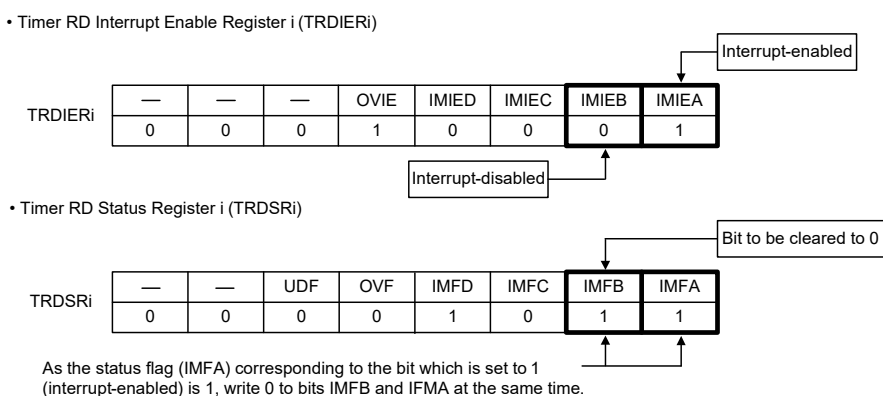 • Timer RD Interrupt Enable Register i (TRDIERi)
Interrupt-enabled
TRDIERi
— — — OVIE IMIED IMIEC IMIEB IMIEA
0 0 0 1 0 0 0 1
Interrupt-disabled
• Timer RD Status Register i (TRDSRi)
Bit to be cleared to 0
TRDSRi
— — UDF OVF IMFD IMFC IMFB IMFA
0 0 0 0 1 0 1 1
As the status flag (IMFA) corresponding to the bit which is set to 1
(interrupt-enabled) is 1, write 0 to bits IMFB and IFMA at the same time.